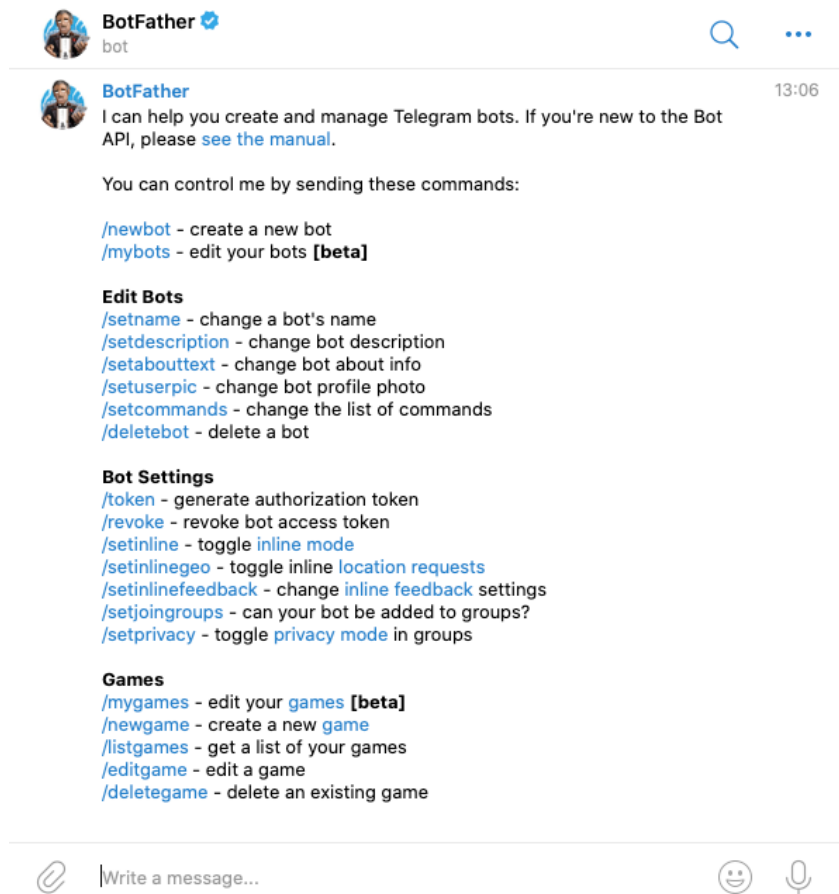 BotFather
bot
BotFather 13:06
I can help you create and manage Telegram bots. If you're new to the Bot
API, please see the manual.
You can control me by sending these commands:
/newbot - create a new bot
/mybots - edit your bots [beta]
Edit Bots
/setname - change a bot's name
/setdescription - change bot description
/setabouttext - change bot about info
/setuserpic - change bot profile photo
/setcommands - change the list of commands
/deletebot - delete a bot
Bot Settings
/token - generate authorization token
/revoke - revoke bot access token
/setinline - toggle inline mode
/setinlinegeo - toggle inline location requests
/setinlinefeedback - change inline feedback settings
/setjoingroups - can your bot be added to groups?
/setprivacy - toggle privacy mode in groups
Games
/mygames - edit your games [beta]
/newgame - create a new game
/listgames - get a list of your games
/editgame - edit a game
/deletegame - delete an existing game
Write a message...